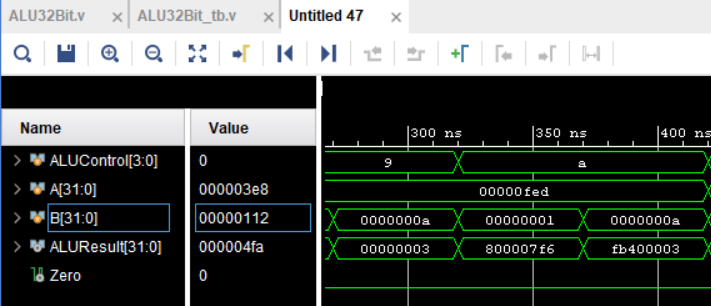 ALU32Bit.v × ALU32Bit_tb.v × Untitled 47 ×
Name Value
300 ns 350 ns 400 ns
ALUControl[3:0] 0 9 a
A[31:0] 000003e8 00000fed
B[31:0] 00000112 0000000a 00000001 0000000a
ALUResult[31:0] 000004fa 00000003 800007f6 fb400003
Zero 0